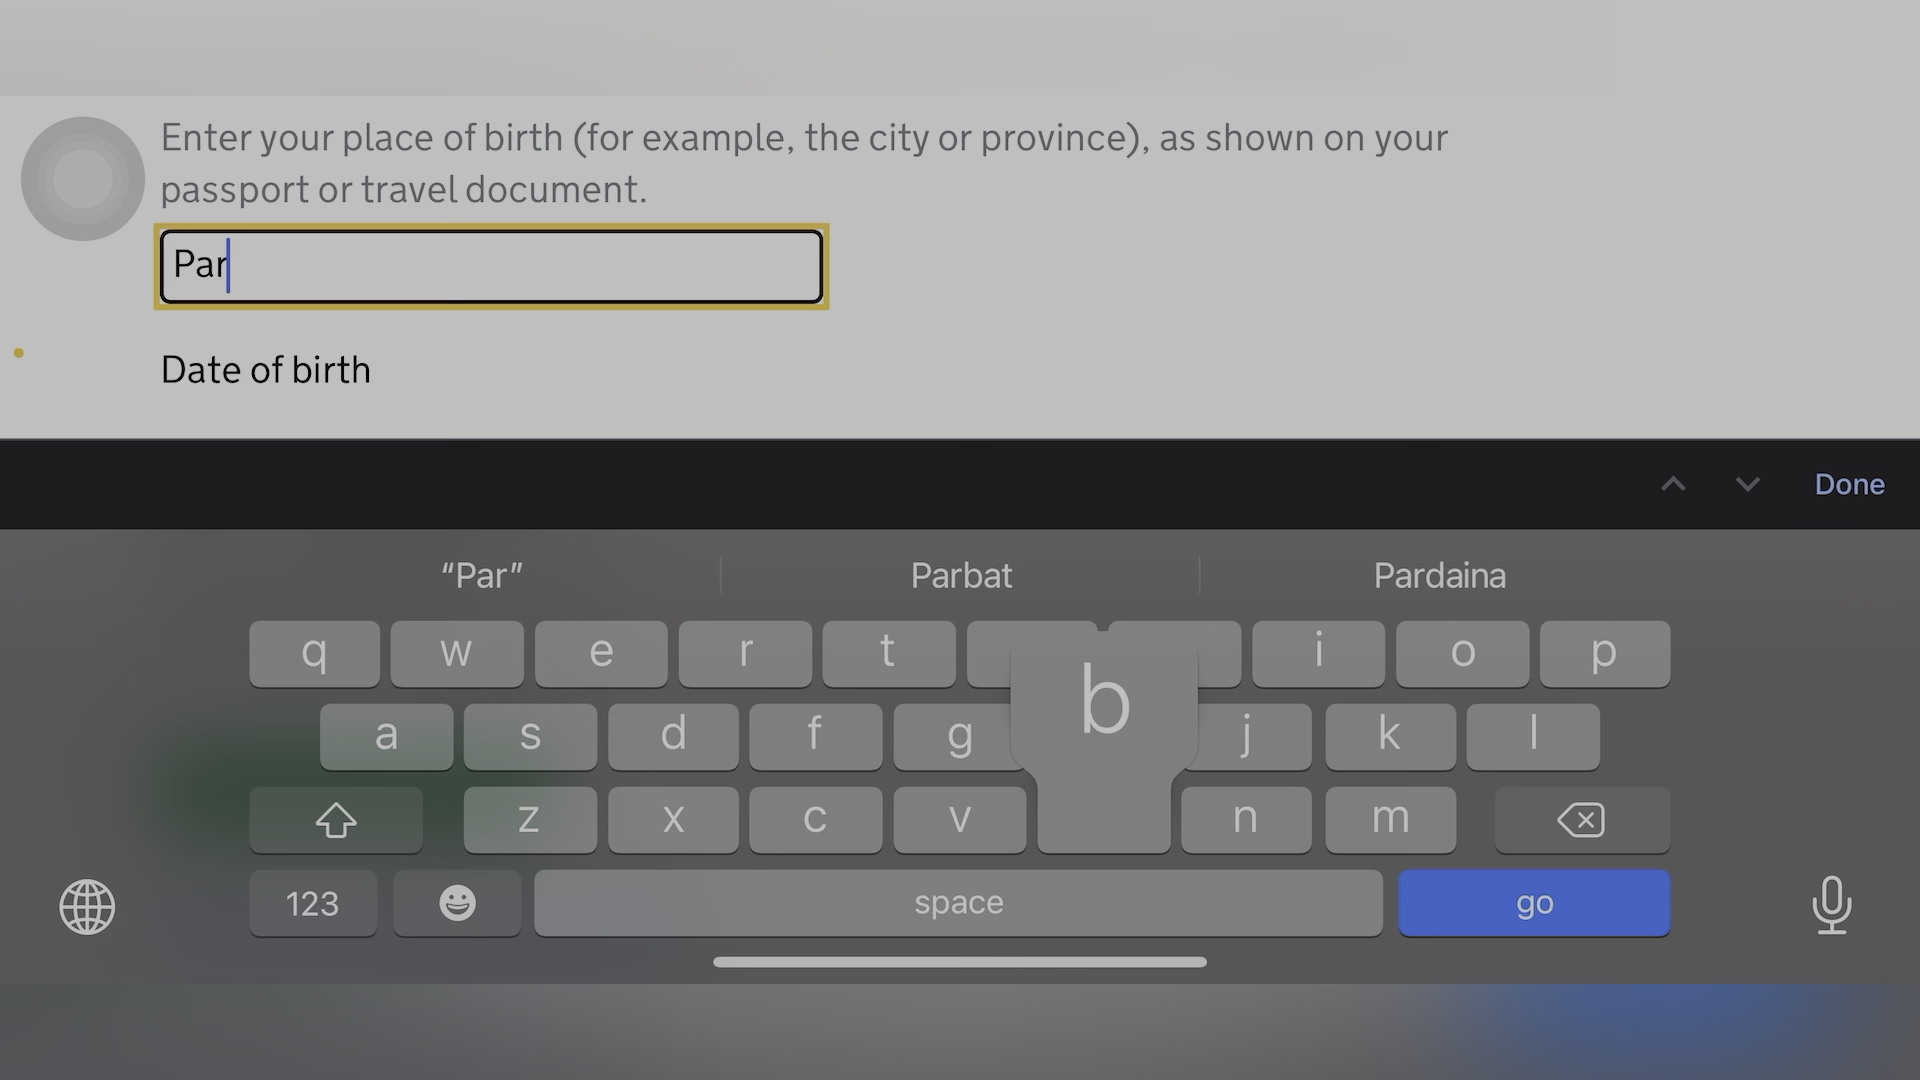 Enter your place of birth (for example, the city or province), as shown on your
passport or travel document.
Par
Date of birth
Done
“Par” Parbat Pardaina
q w e r t i o p
b
a s d f g j k l
z x c v n m
123 space go